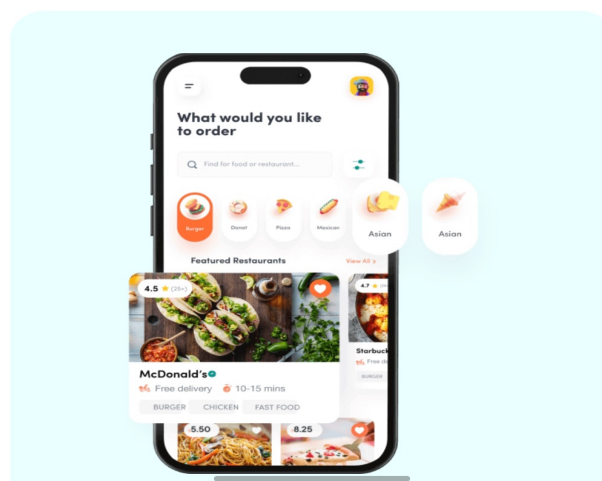 What would you like
to order
Find for food or restaurant...
Burger
Donat
Pizza
Mexican
Asian
Asian
Featured Restaurants
View All >
4.5 (25+)
4.7
McDonald's
Starbuck
Free delivery 10-15 mins
Free de
BURGER CHICKEN FAST FOOD
BURGER
5.50
8.25